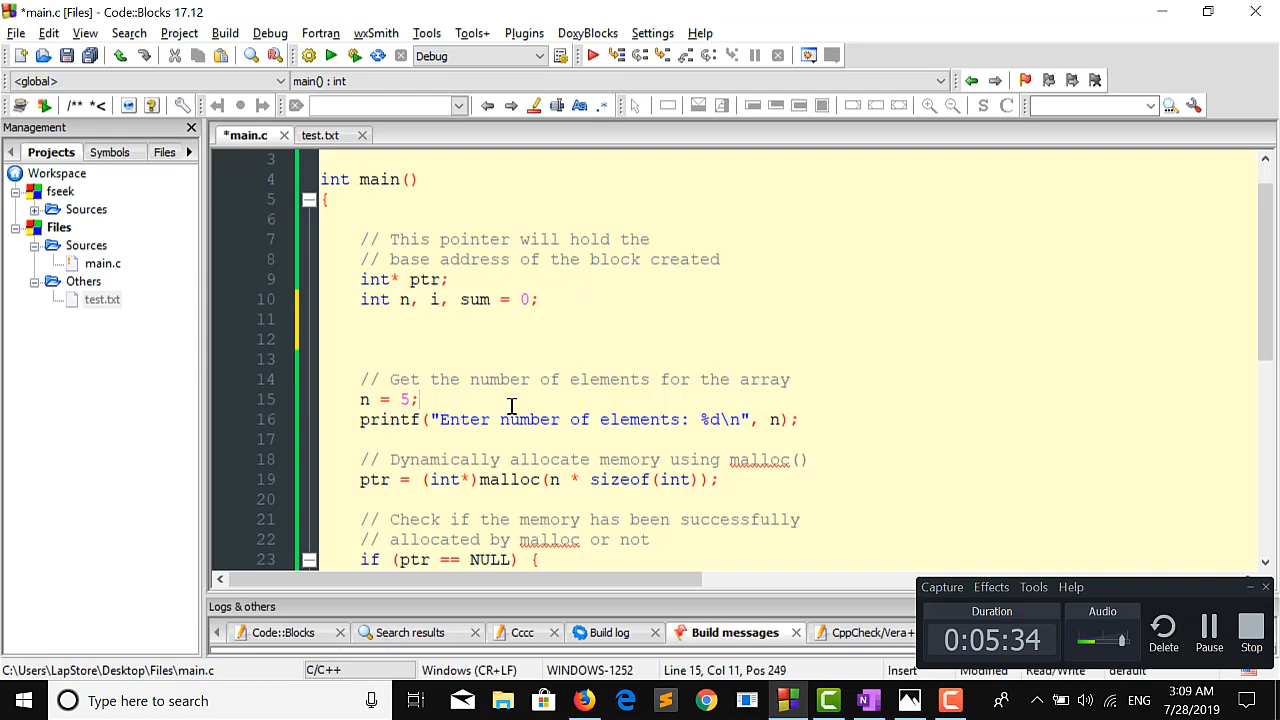 *main.c [Files] - Code::Blocks 17.12
File Edit View Search Project Build Debug Fortran wxSmith Tools Tools+ Plugins DoxyBlocks Settings Help
Debug
<global> main() : int
/** *<
S C
Management
*main.c test.txt
Projects Symbols Files
Workspace
fseek
Sources
Files
Sources
main.c
Others
test.txt
3
4 int main()
5 {
6
7 // This pointer will hold the
8 // base address of the block created
9 int* ptr;
10 int n, i, sum = 0;
11
12
13
14 // Get the number of elements for the array
15 n = 5;
16 printf("Enter number of elements: %d\n", n);
17
18 // Dynamically allocate memory using malloc()
19 ptr = (int*)malloc(n * sizeof(int));
20
21 // Check if the memory has been successfully
22 // allocated by malloc or not
23 if (ptr == NULL) {
Logs & others
Code::Blocks Search results Cccc Build log Build messages CppCheck/Vera+
Capture Effects Tools Help
Duration Audio
0:05:34
Delete Pause Stop
C:\Users\LapStore\Desktop\Files\main.c C/C++ Windows (CR+LF) WINDOWS-1252 Line 15, Col 11, Pos 249 Insert Modified Read/Write default
Type here to search
ENG
3:09 AM
7/28/2019